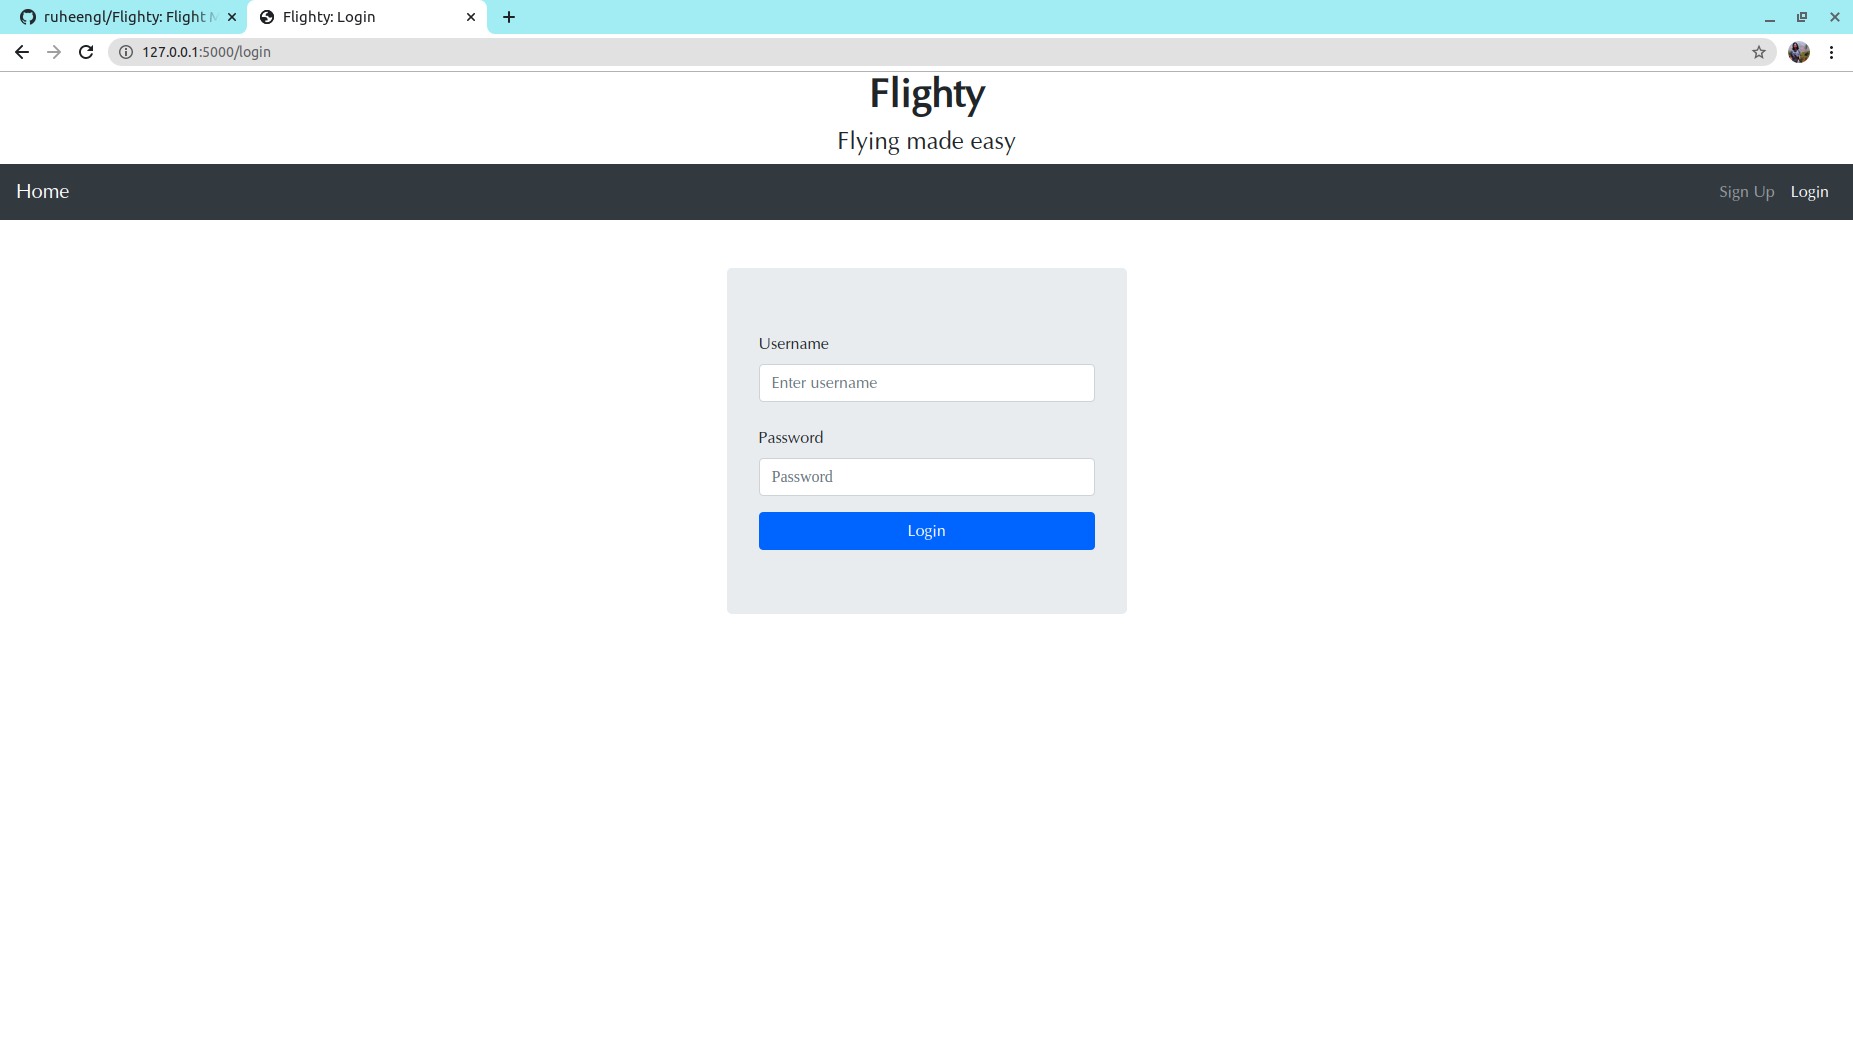 ruheengl/Flighty: Flight M
Flighty: Login
127.0.0.1:5000/login
Flighty
Flying made easy
Home
Sign Up
Login
Username
Enter username
Password
Password
Login